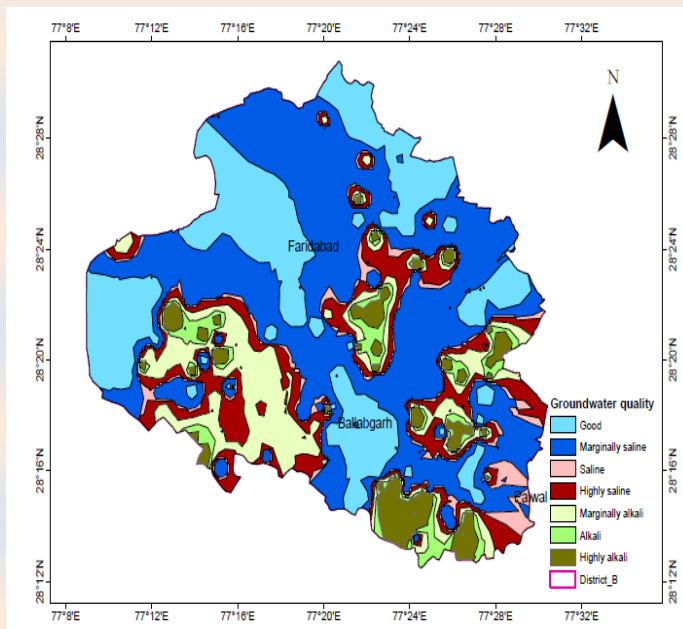 77°8'E 77°12'E 77°16'E 77°20'E 77°24'E 77°28'E 77°32'E
N
28°28'N 28°28'N
Faridabad
28°24'N 28°24'N
28°20'N 28°20'N
Groundwater quality
Good
Ballabgarh
Marginally saline
28°16'N 28°16'N
Saline
Palwal
Highly saline
Marginally alkali
Alkali
Highly alkali
28°12'N 28°12'N
District_B
77°8'E 77°12'E 77°16'E 77°20'E 77°24'E 77°28'E 77°32'E